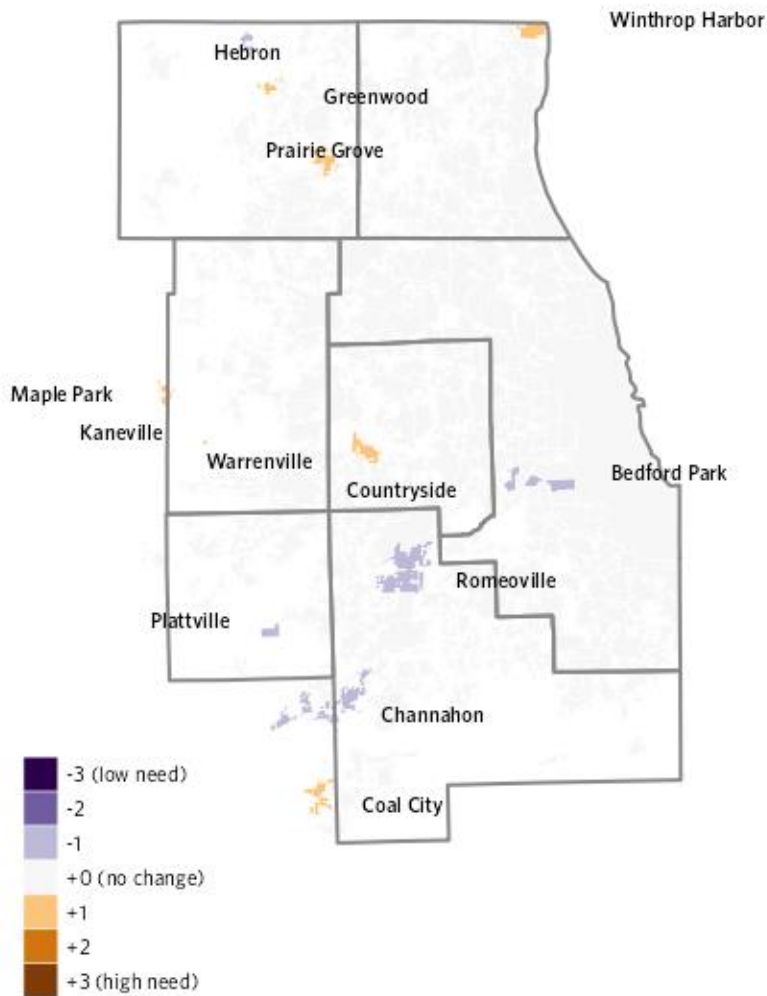 Winthrop Harbor
Hebron
Greenwood
Prairie Grove
Maple Park
Kaneville
Warrenville
Bedford Park
Countryside
Romeoville
Plattville
Channahon
Coal City
-3 (low need)
-2
-1
+0 (no change)
+1
+2
+3 (high need)